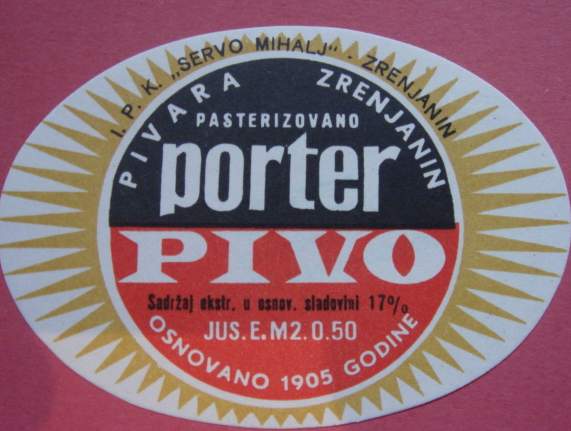 I. P. K. „SERVO MIHALJ" · ZRENJANIN
PIVARA ZRENJANIN
PASTERIZOVANO
porter
PIVO
Sadržaj ekstr. u osnov. sladovini 17%
JUS. E. M2. 0.50
OSNOVANO 1905 GODINE